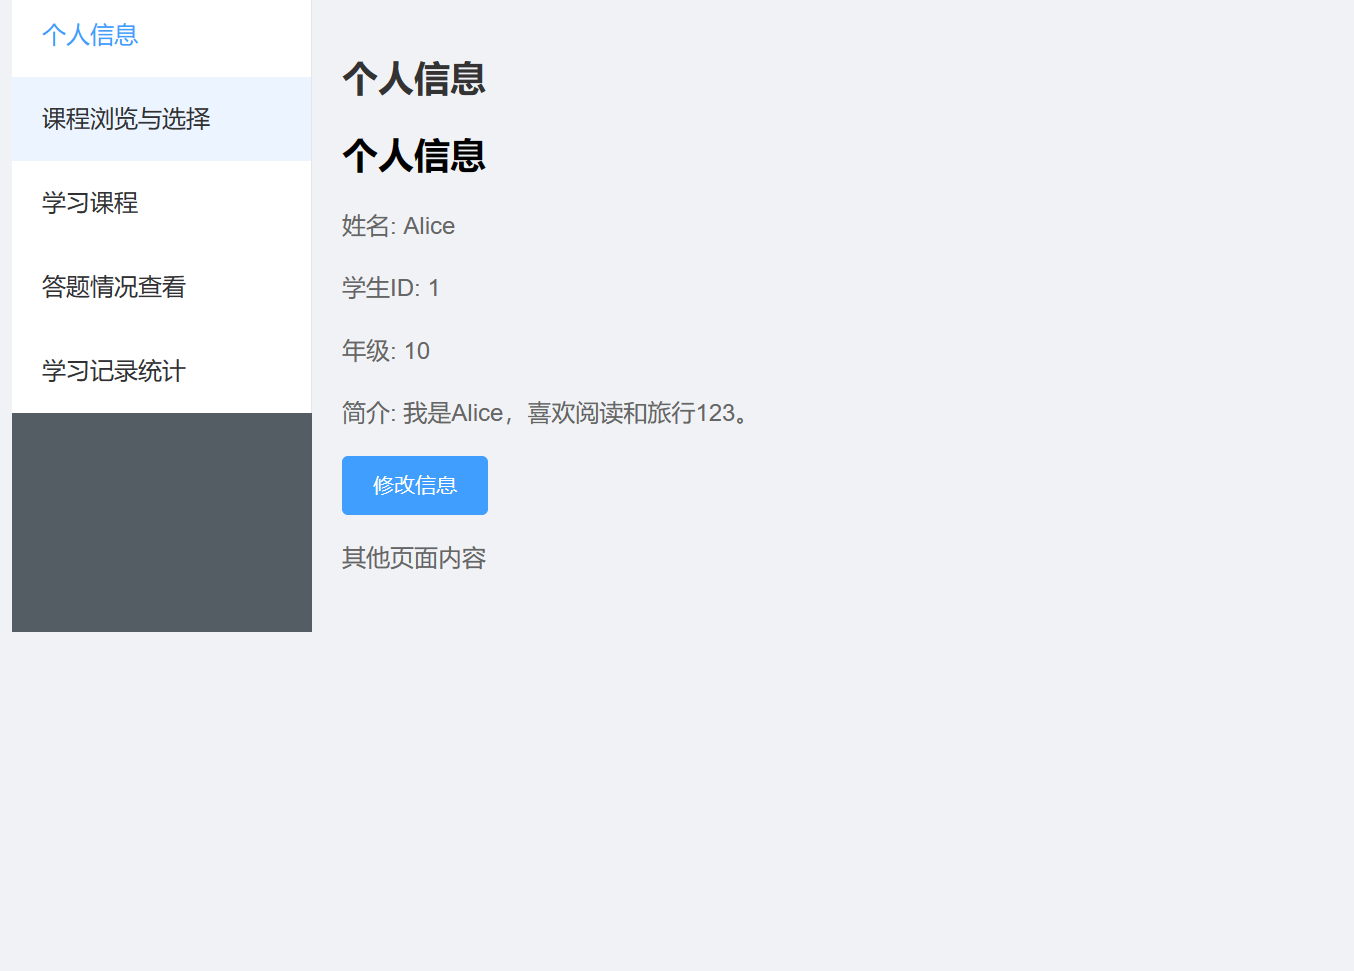 个人信息
课程浏览与选择
学习课程
答题情况查看
学习记录统计
个人信息
个人信息
姓名: Alice
学生ID: 1
年级: 10
简介: 我是Alice，喜欢阅读和旅行123。
修改信息
其他页面内容